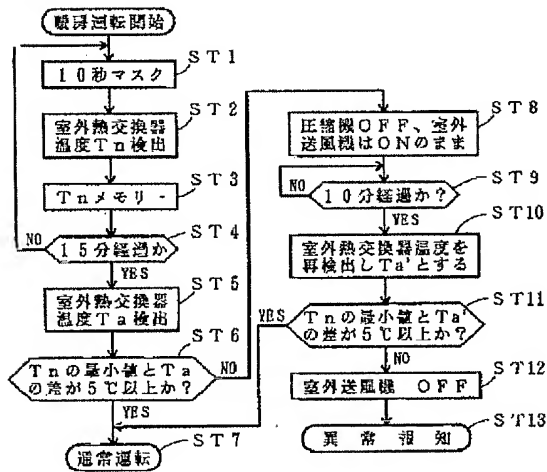 暖房運転開始
ST1
10秒マスク
ST2
室外熱交換器
温度Tn検出
ST3
Tnメモリー
ST4
NO
15分経過か
YES
ST5
室外熱交換器
温度Ta検出
ST6
Tnの最小値とTa
の差が5℃以上か?
NO
YES
ST7
通常運転
ST8
圧縮機OFF、室外
送風機はONのまま
ST9
NO
10分経過か?
YES
ST10
室外熱交換器温度を
再検出しTa'とする
ST11
YES
Tnの最小値とTa'
の差が5℃以上か?
NO
ST12
室外送風機 OFF
ST13
異常報知